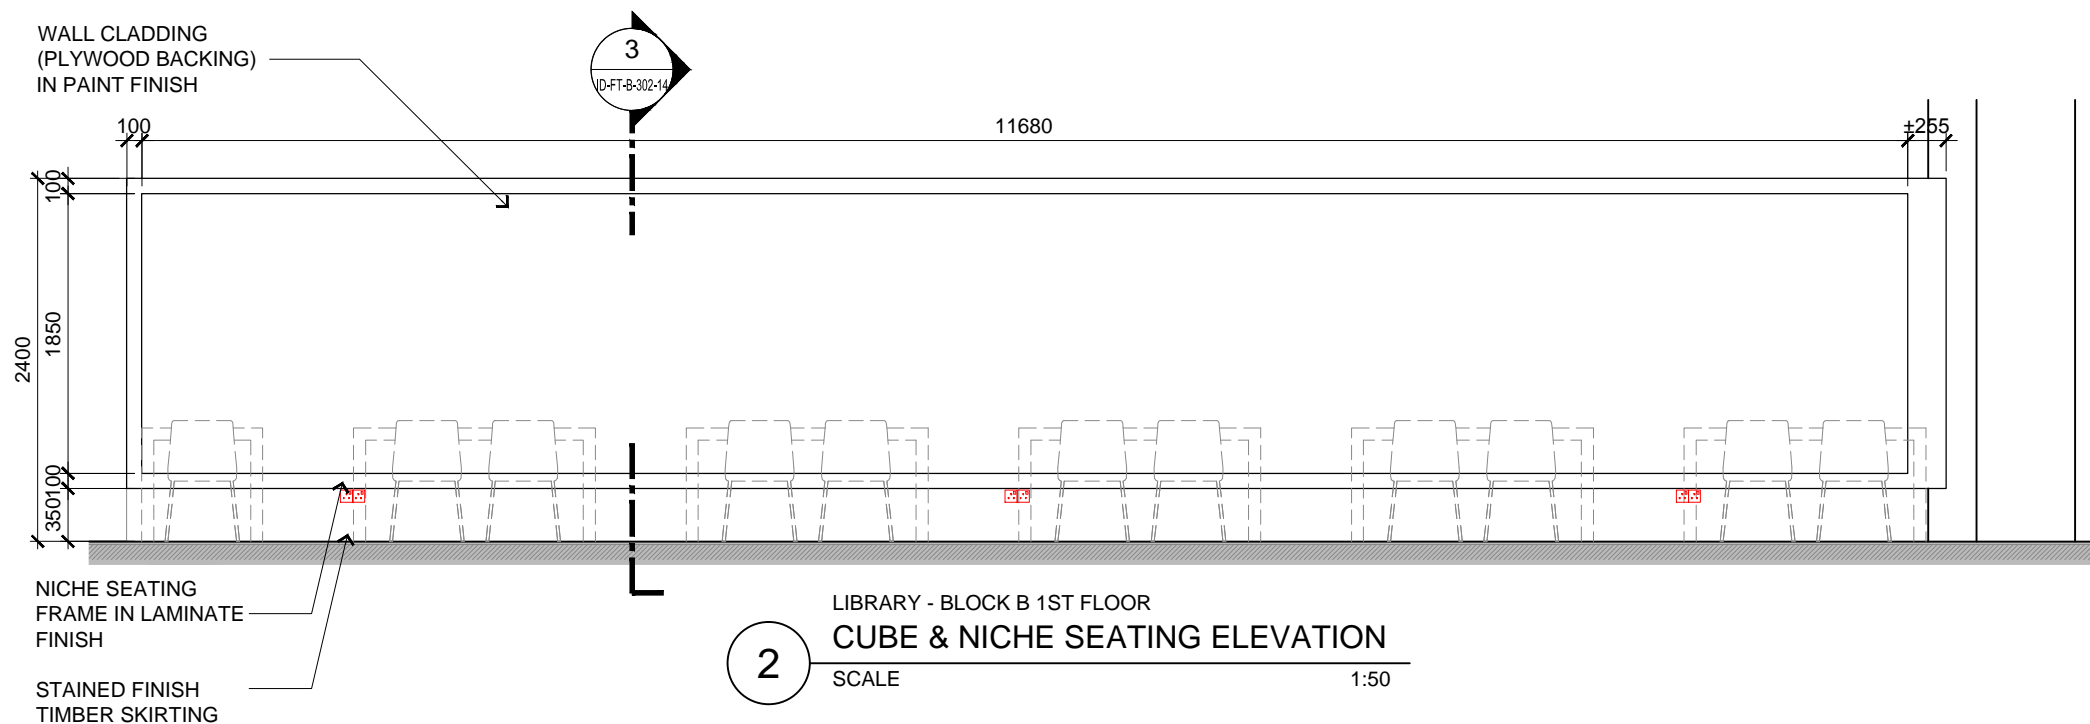 WALL CLADDING
(PLYWOOD BACKING)
IN PAINT FINISH
3
ID-FT-B-302-14
100
11680
±255
100
1850
2400
100
350
NICHE SEATING
FRAME IN LAMINATE
FINISH
STAINED FINISH
TIMBER SKIRTING
2
LIBRARY - BLOCK B 1ST FLOOR
CUBE & NICHE SEATING ELEVATION
SCALE 1:50